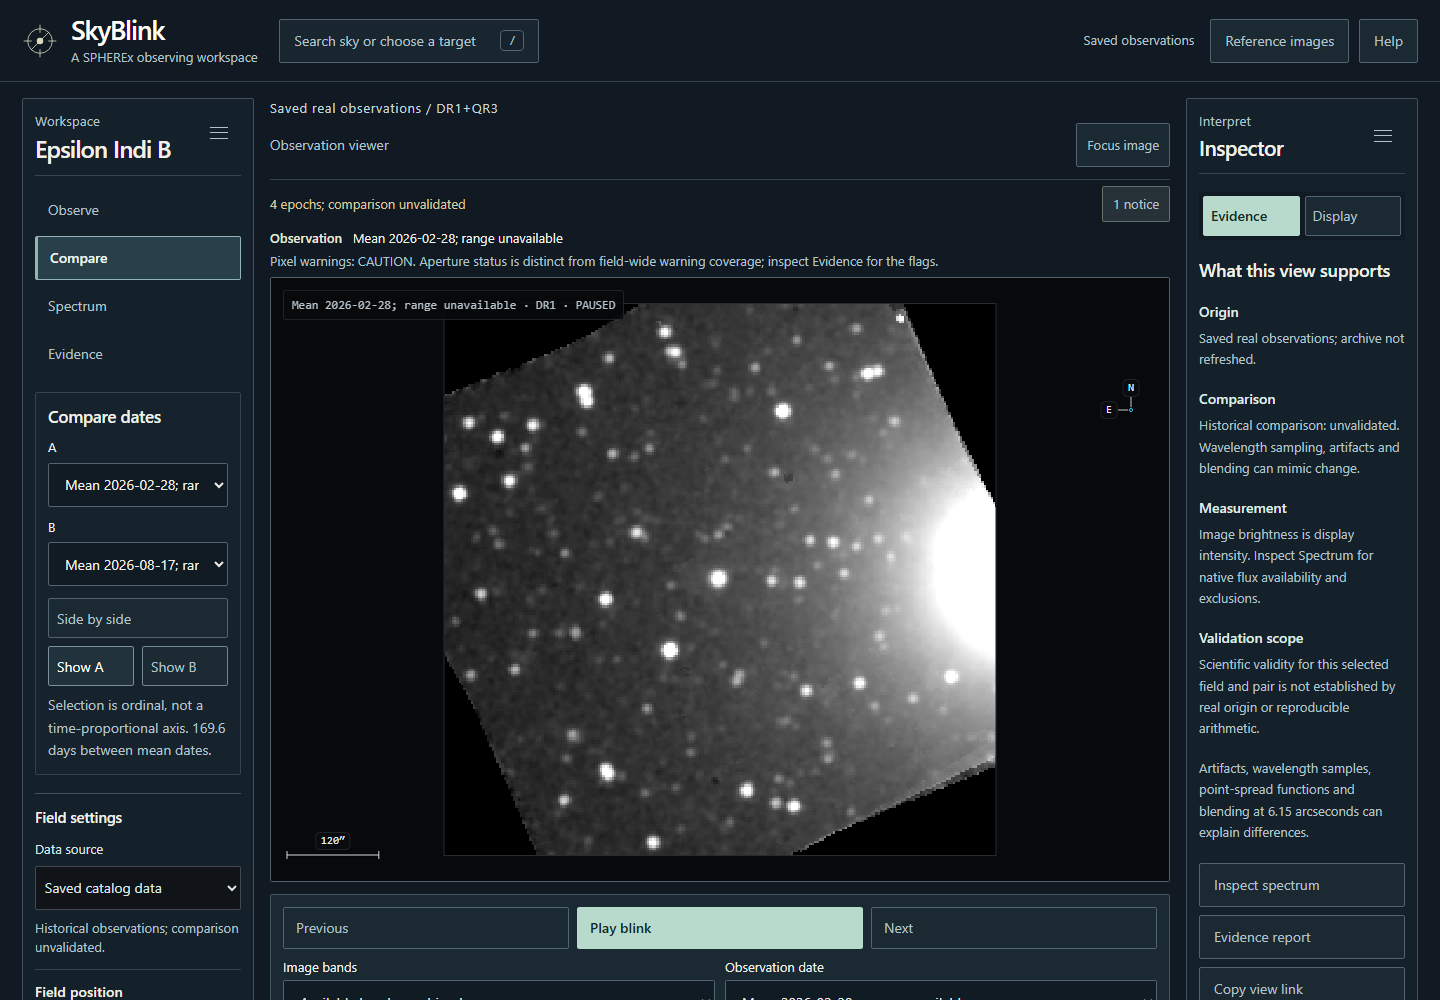 SkyBlink
A SPHEREx observing workspace
Search sky or choose a target /
Saved observations
Reference images
Help
Workspace
Epsilon Indi B
Observe
Compare
Spectrum
Evidence
Compare dates
A
Mean 2026-02-28; rar
B
Mean 2026-08-17; rar
Side by side
Show A
Show B
Selection is ordinal, not a
time-proportional axis. 169.6
days between mean dates.
Field settings
Data source
Saved catalog data
Historical observations; comparison
unvalidated.
Field position
Saved real observations / DR1+QR3
Observation viewer
Focus image
4 epochs; comparison unvalidated
1 notice
Observation Mean 2026-02-28; range unavailable
Pixel warnings: CAUTION. Aperture status is distinct from field-wide warning coverage; inspect Evidence for the flags.
Mean 2026-02-28; range unavailable · DR1 · PAUSED
N
E
120″
Previous
Play blink
Next
Image bands
Observation date
Interpret
Inspector
Evidence
Display
What this view supports
Origin
Saved real observations; archive not
refreshed.
Comparison
Historical comparison: unvalidated.
Wavelength sampling, artifacts and
blending can mimic change.
Measurement
Image brightness is display
intensity. Inspect Spectrum for
native flux availability and
exclusions.
Validation scope
Scientific validity for this selected
field and pair is not established by
real origin or reproducible
arithmetic.
Artifacts, wavelength samples,
point-spread functions and
blending at 6.15 arcseconds can
explain differences.
Inspect spectrum
Evidence report
Copy view link